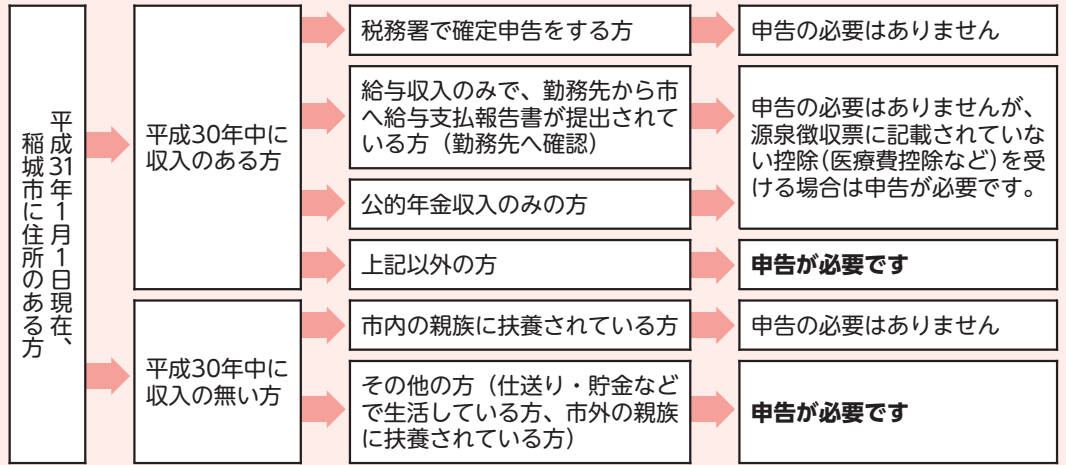 平成31年1月1日現在、
稲城市に住所のある方
平成30年中に
収入のある方
税務署で確定申告をする方
申告の必要はありません
給与収入のみで、勤務先から市
へ給与支払報告書が提出されて
いる方（勤務先へ確認）
公的年金収入のみの方
申告の必要はありませんが、
源泉徴収票に記載されていな
い控除（医療費控除など）を受
ける場合は申告が必要です。
上記以外の方
申告が必要です
平成30年中に
収入の無い方
市内の親族に扶養されている方
申告の必要はありません
その他の方（仕送り・貯金など
で生活している方、市外の親族
に扶養されている方）
申告が必要です